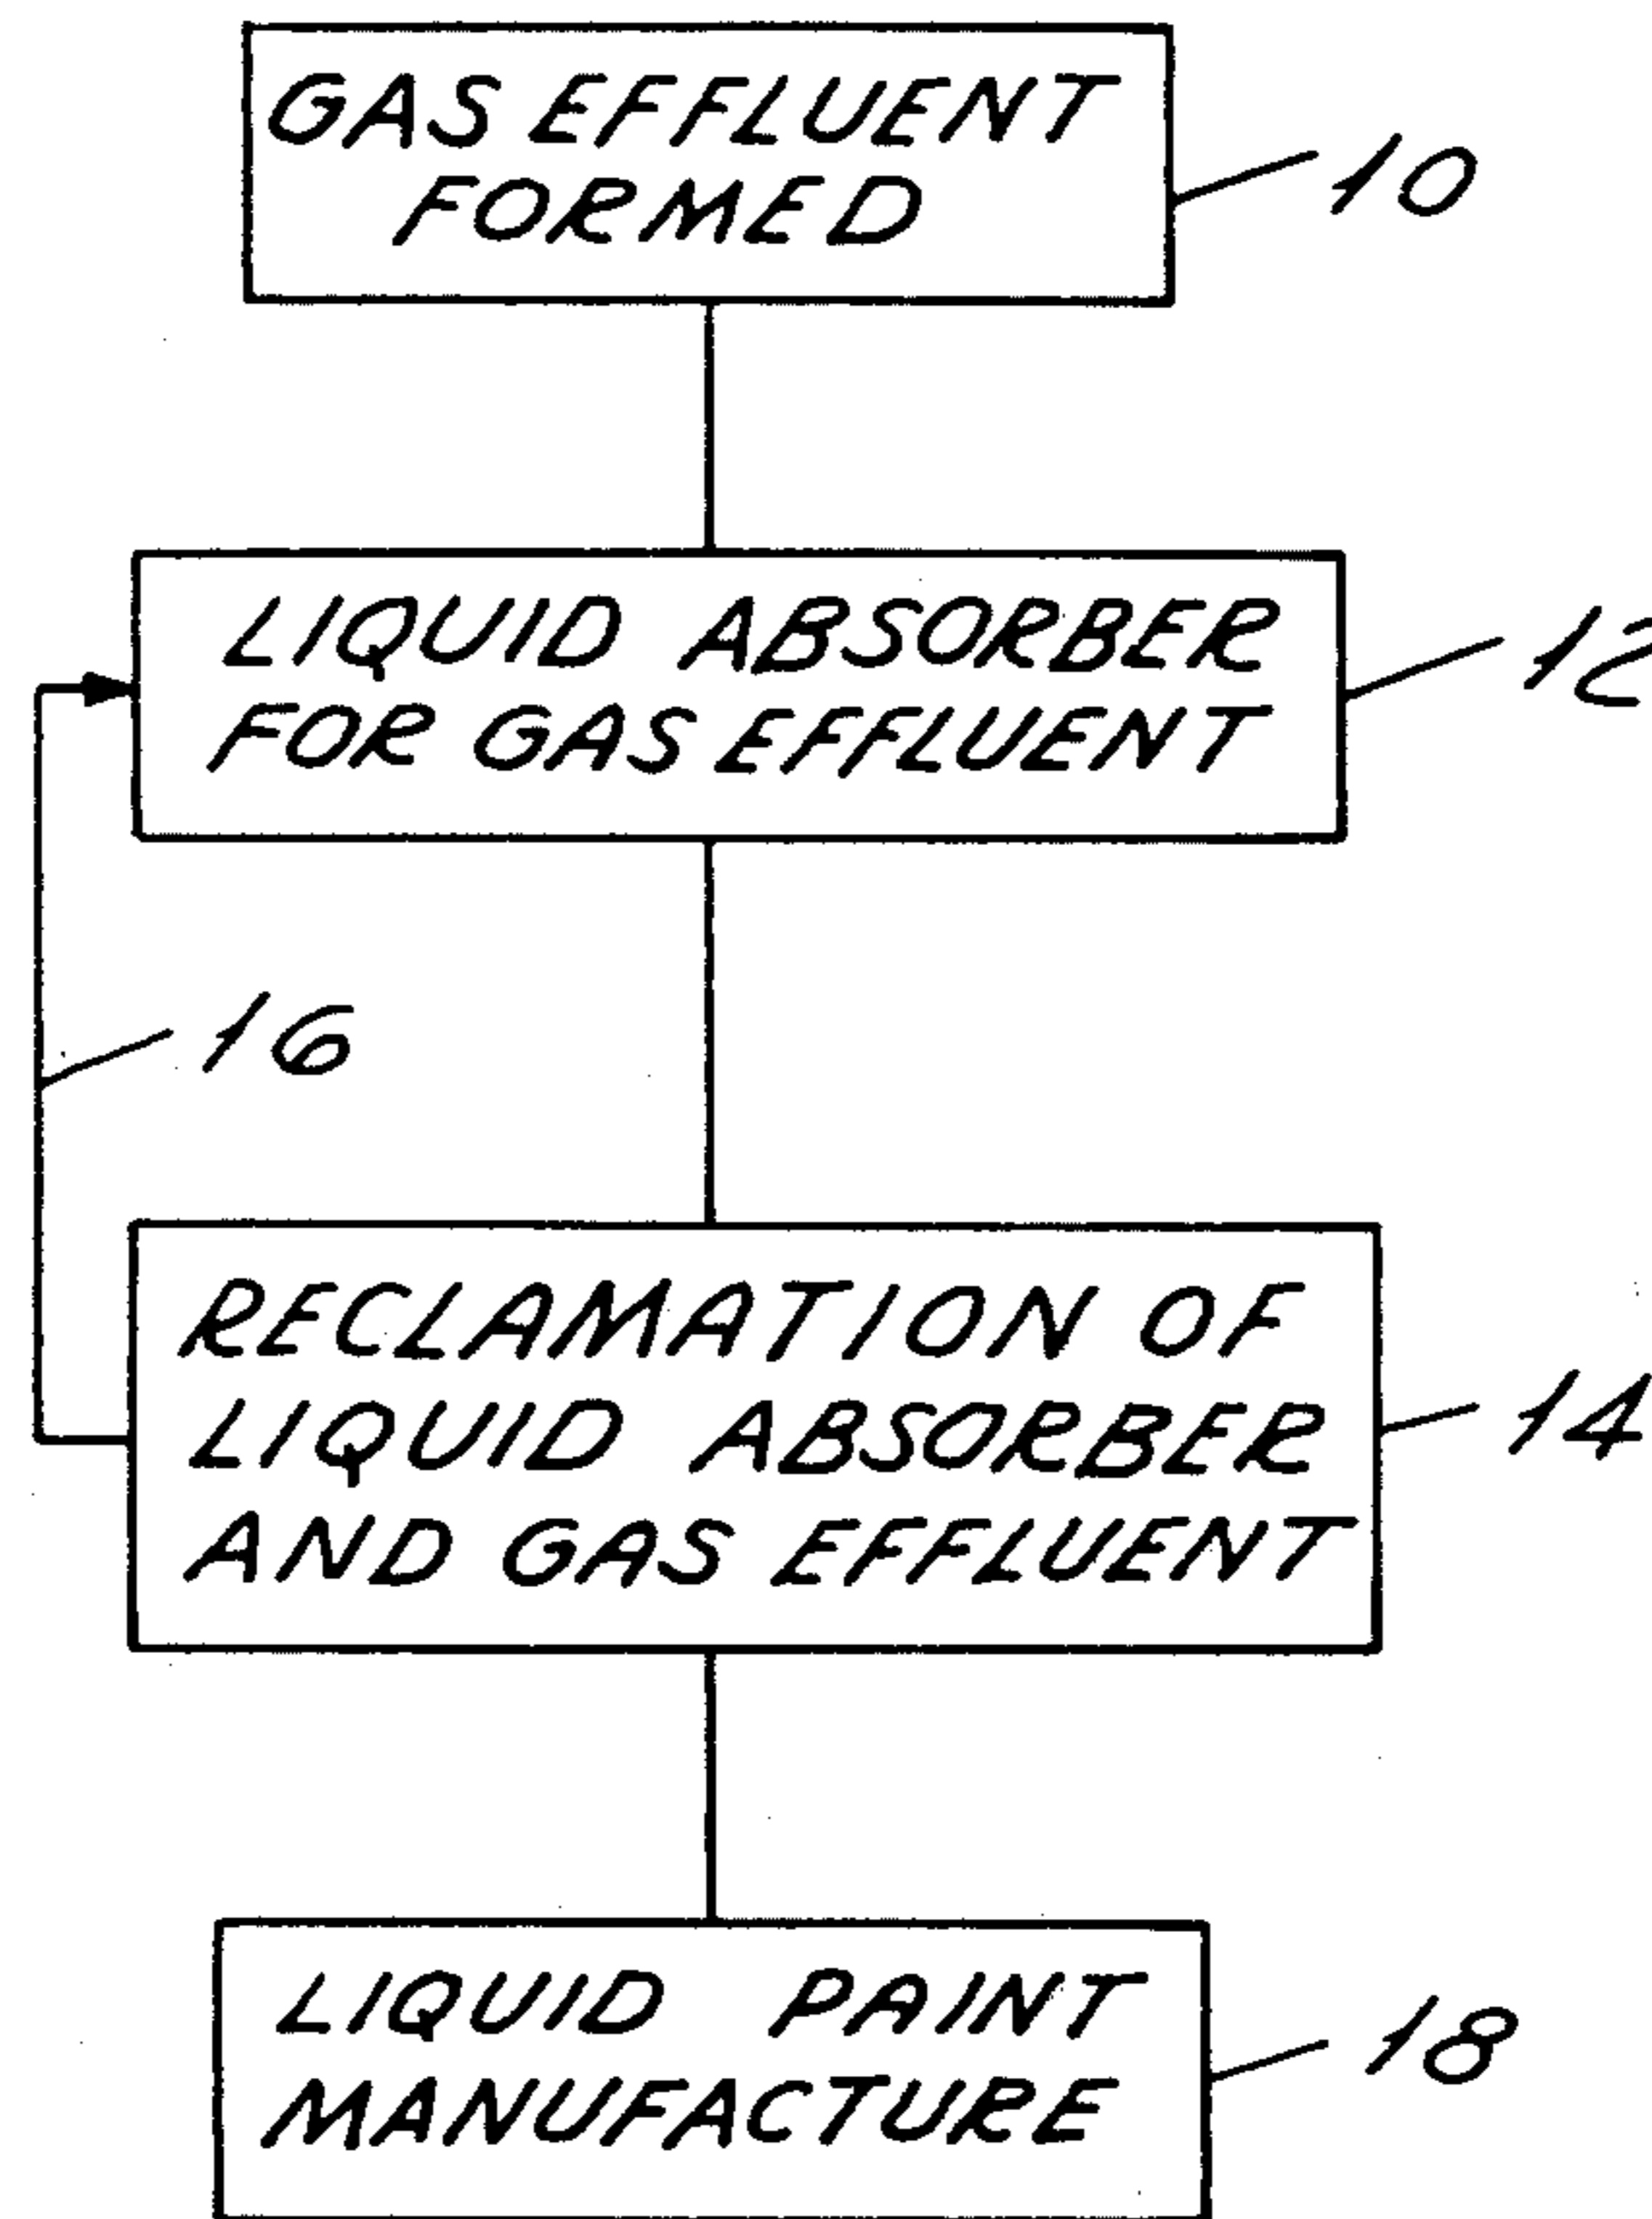 GAS EFFLUENT
FORMED
10
LIQUID ABSORBER
FOR GAS EFFLUENT
12
16
RECLAMATION OF
LIQUID ABSORBER
AND GAS EFFLUENT
14
LIQUID PAINT
MANUFACTURE
18